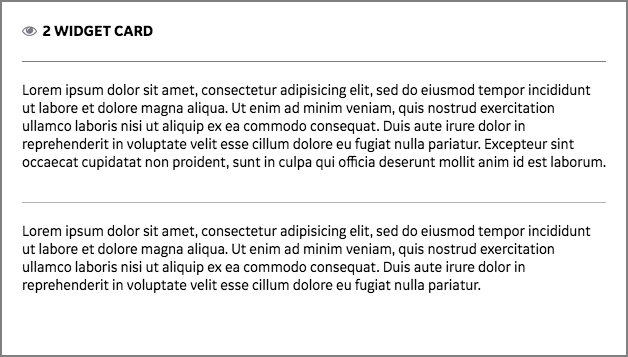 2 WIDGET CARD
Lorem ipsum dolor sit amet, consectetur adipisicing elit, sed do eiusmod tempor incididunt
ut labore et dolore magna aliqua. Ut enim ad minim veniam, quis nostrud exercitation
ullamco laboris nisi ut aliquip ex ea commodo consequat. Duis aute irure dolor in
reprehenderit in voluptate velit esse cillum dolore eu fugiat nulla pariatur. Excepteur sint
occaecat cupidatat non proident, sunt in culpa qui officia deserunt mollit anim id est laborum.
Lorem ipsum dolor sit amet, consectetur adipisicing elit, sed do eiusmod tempor incididunt
ut labore et dolore magna aliqua. Ut enim ad minim veniam, quis nostrud exercitation
ullamco laboris nisi ut aliquip ex ea commodo consequat. Duis aute irure dolor in
reprehenderit in voluptate velit esse cillum dolore eu fugiat nulla pariatur.